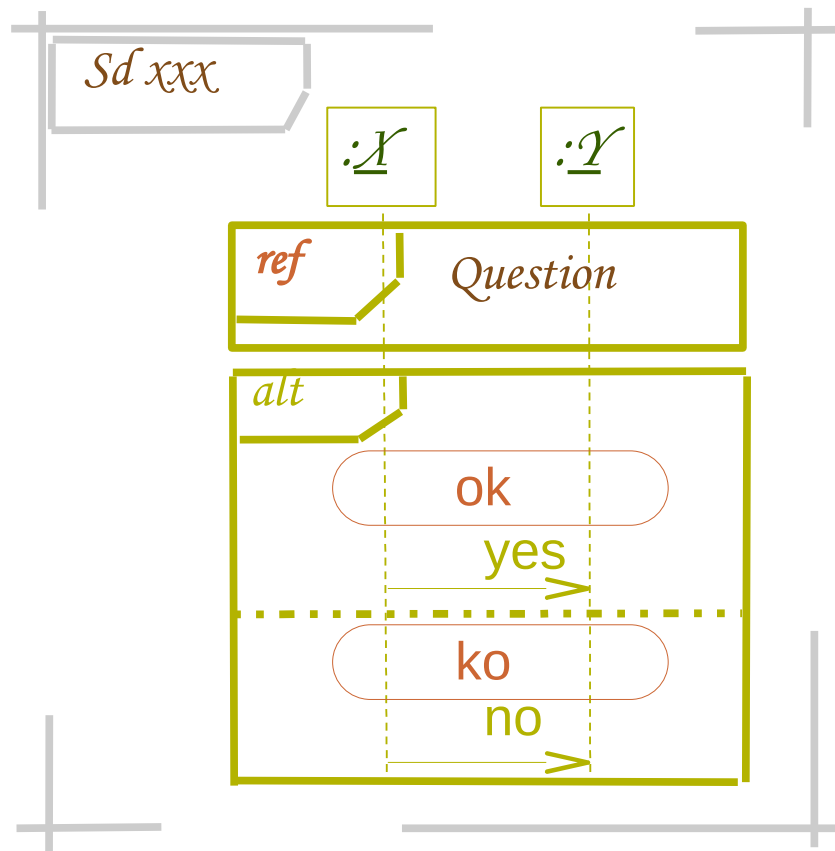 Sd xxx
:X :Y
ref
Question
alt
ok
yes
ko
no